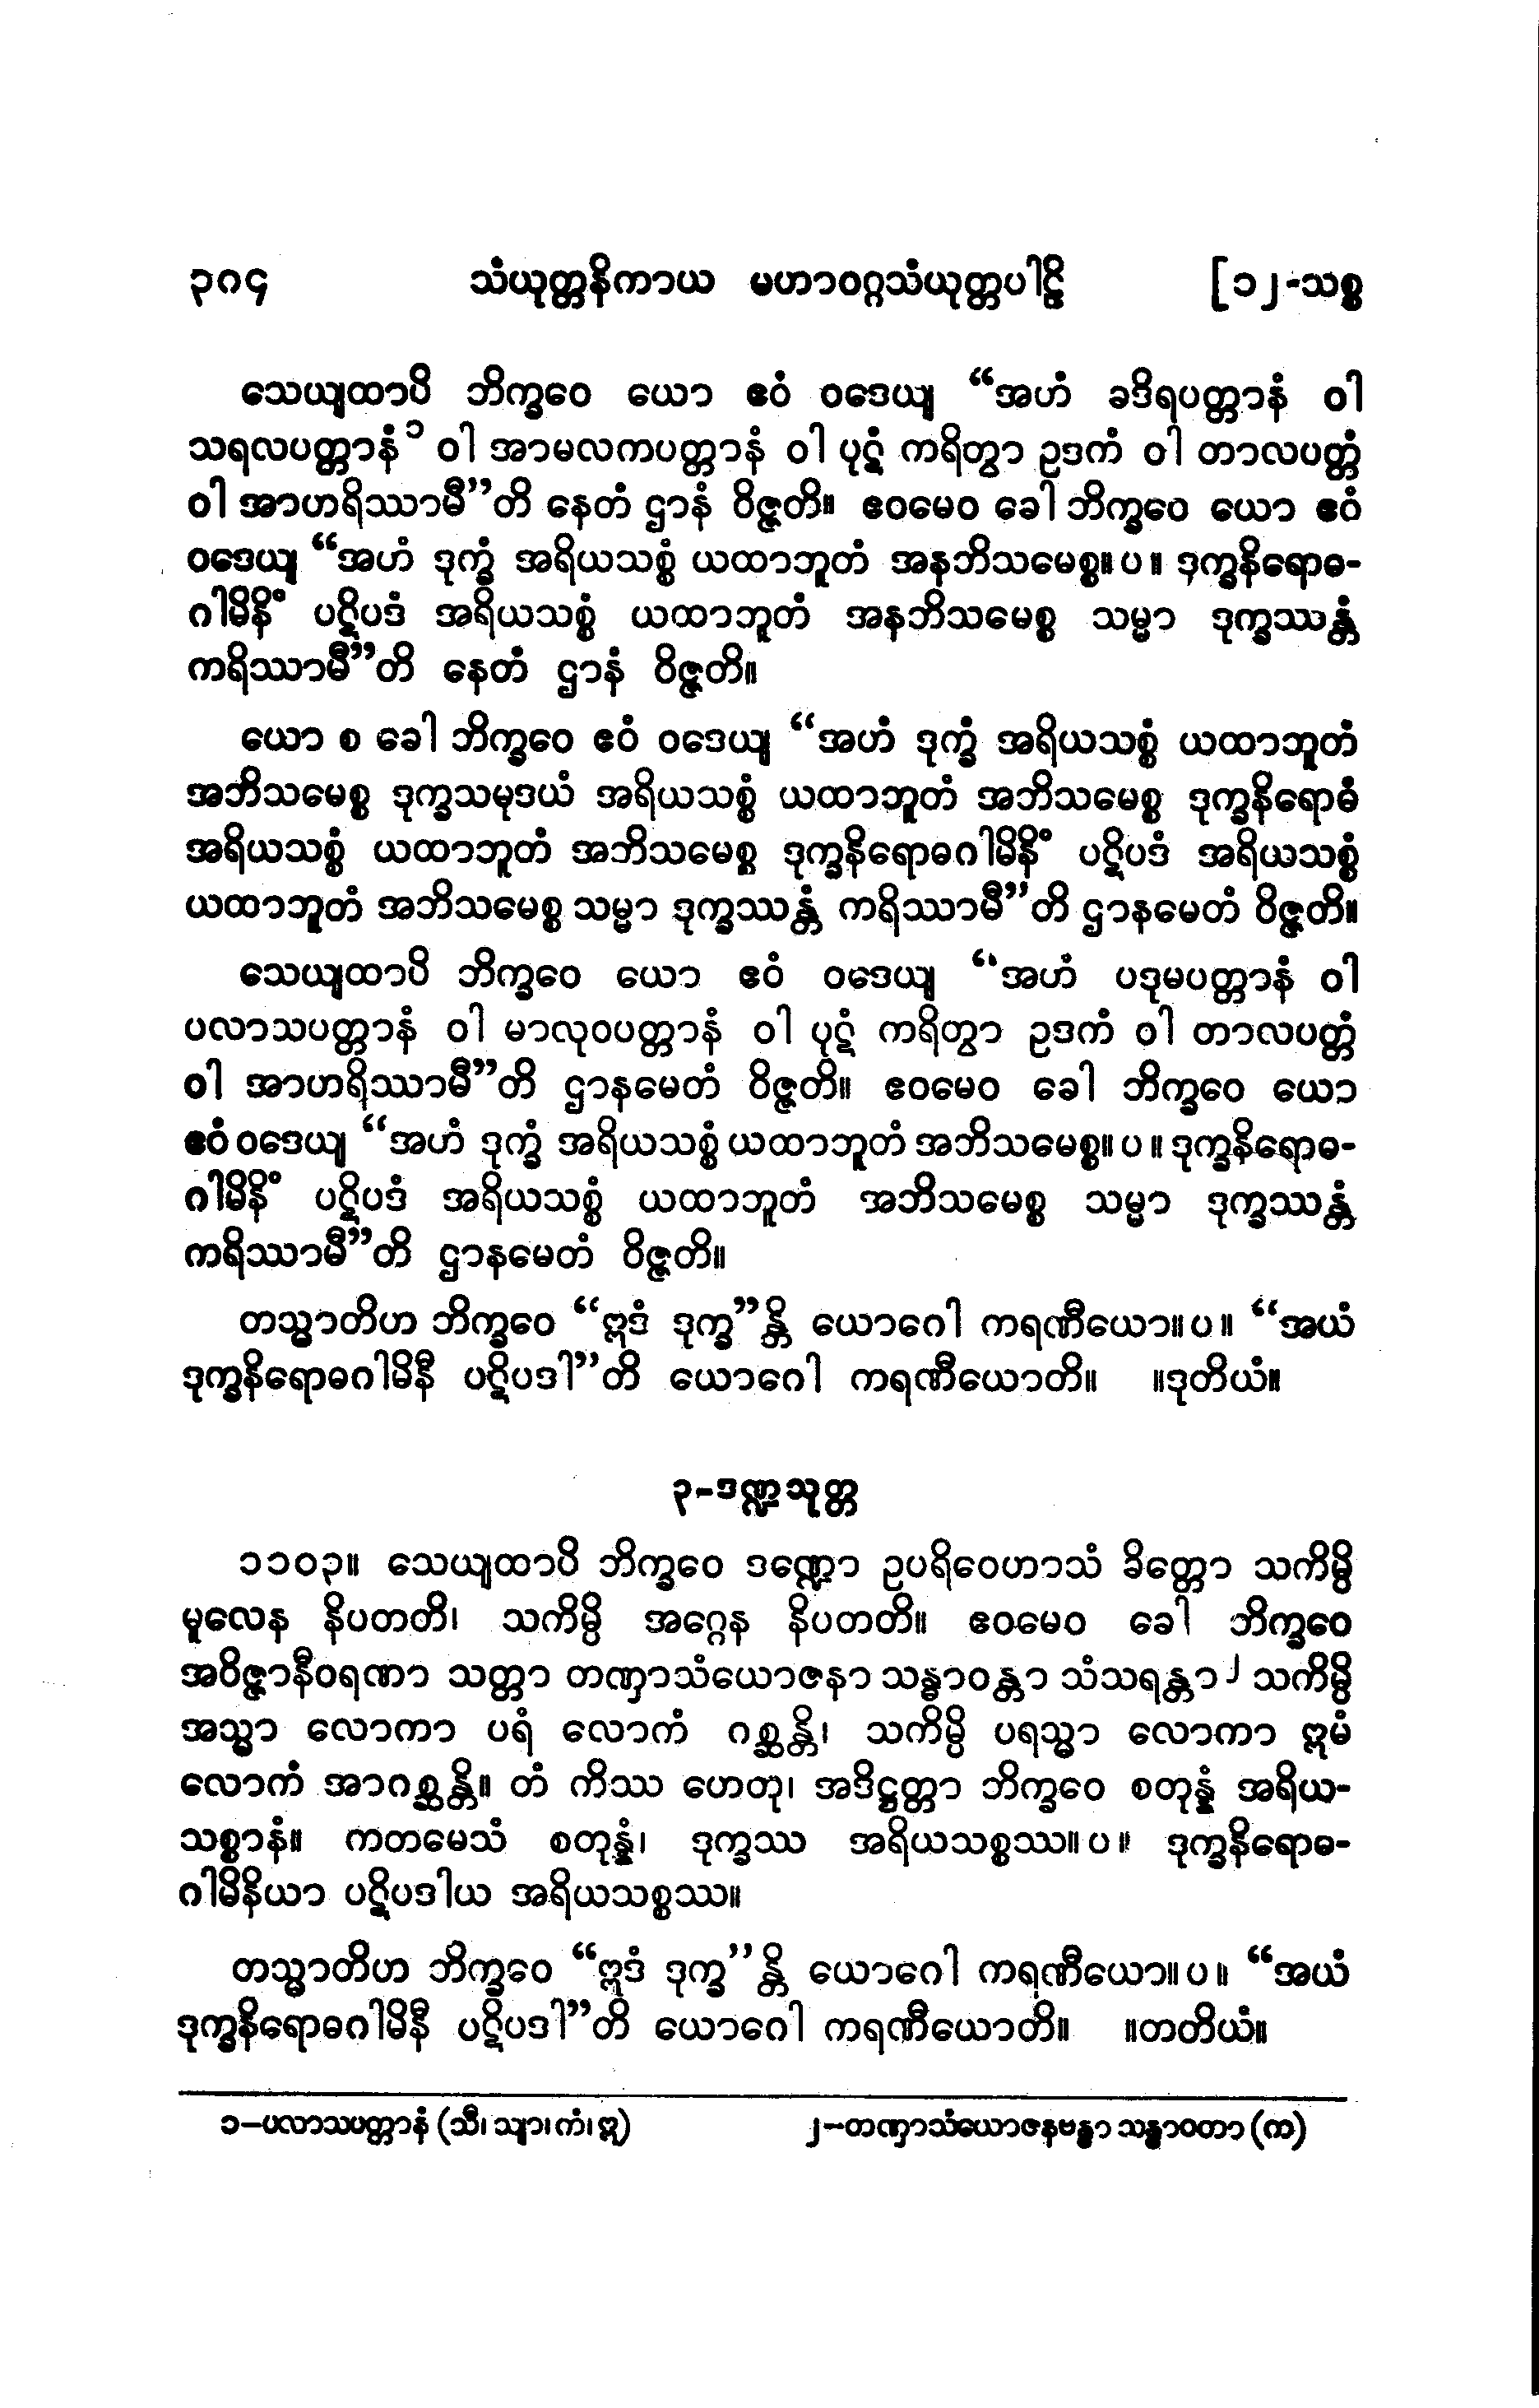 ၃၈၄ သံယုတ္တနိကာယ မဟာဝဂ္ဂသံယုတ္တပါဠိ [၁၂-သစ္စ
သေယျထာပိ ဘိက္ခဝေ ယော ဧဝံ ဝဒေယျ “အဟံ ခဒိရပတ္တာနံ ဝါ
သရလပတ္တာနံ ၁ ဝါ အာမလကပတ္တာနံ ဝါ ပုဋံ ကရိတွာ ဥဒကံ ဝါ တာလပတ္တံ
ဝါ အာဟရိဿာမီ”တိ နေတံ ဌာနံ ဝိဇ္ဇတိ။ ဧဝမေဝ ခေါ ဘိက္ခဝေ ယော ဧဝံ
ဝဒေယျ “အဟံ ဒုက္ခံ အရိယသစ္စံ ယထာဘူတံ အနဘိသမေစ္စ။ ပ ။ ဒုက္ခနိရောဓ-
ဂါမိနိံ ပဋိပဒံ အရိယသစ္စံ ယထာဘူတံ အနဘိသမေစ္စ သမ္မာ ဒုက္ခဿန္တံ
ကရိဿာမီ”တိ နေတံ ဌာနံ ဝိဇ္ဇတိ။
ယော စ ခေါ ဘိက္ခဝေ ဧဝံ ဝဒေယျ “အဟံ ဒုက္ခံ အရိယသစ္စံ ယထာဘူတံ
အဘိသမေစ္စ ဒုက္ခသမုဒယံ အရိယသစ္စံ ယထာဘူတံ အဘိသမေစ္စ ဒုက္ခနိရောဓံ
အရိယသစ္စံ ယထာဘူတံ အဘိသမေစ္စ ဒုက္ခနိရောဓဂါမိနိံ ပဋိပဒံ အရိယသစ္စံ
ယထာဘူတံ အဘိသမေစ္စ သမ္မာ ဒုက္ခဿန္တံ ကရိဿာမီ”တိ ဌာနမေတံ ဝိဇ္ဇတိ။
သေယျထာပိ ဘိက္ခဝေ ယော ဧဝံ ဝဒေယျ “အဟံ ပဒုမပတ္တာနံ ဝါ
ပလာသပတ္တာနံ ဝါ မာလုဝပတ္တာနံ ဝါ ပုဋံ ကရိတွာ ဥဒကံ ဝါ တာလပတ္တံ
ဝါ အာဟရိဿာမီ”တိ ဌာနမေတံ ဝိဇ္ဇတိ။ ဧဝမေဝ ခေါ ဘိက္ခဝေ ယော
ဧဝံ ဝဒေယျ “အဟံ ဒုက္ခံ အရိယသစ္စံ ယထာဘူတံ အဘိသမေစ္စ။ ပ ။ ဒုက္ခနိရောဓ-
ဂါမိနိံ ပဋိပဒံ အရိယသစ္စံ ယထာဘူတံ အဘိသမေစ္စ သမ္မာ ဒုက္ခဿန္တံ
ကရိဿာမီ”တိ ဌာနမေတံ ဝိဇ္ဇတိ။
တသ္မာတိဟ ဘိက္ခဝေ “ဣဒံ ဒုက္ခ”န္တိ ယောဂေါ ကရဏီယော။ ပ ။ “အယံ
ဒုက္ခနိရောဓဂါမိနီ ပဋိပဒါ”တိ ယောဂေါ ကရဏီယောတိ။ ။ဒုတိယံ။
၃-ဒဏ္ဍသုတ္တ
၁၁၀၃။ သေယျထာပိ ဘိက္ခဝေ ဒဏ္ဍော ဥပရိဝေဟာသံ ခိတ္တော သကိမ္ပိ
မူလေန နိပတတိ၊ သကိမ္ပိ အဂ္ဂေန နိပတတိ။ ဧဝမေဝ ခေါ ဘိက္ခဝေ
အဝိဇ္ဇာနီဝရဏာ သတ္တာ တဏှာသံယောဇနာ သန္ဓာဝန္တာ သံသရန္တာ ၂ သကိမ္ပိ
အသ္မာ လောကာ ပရံ လောကံ ဂစ္ဆန္တိ၊ သကိမ္ပိ ပရသ္မာ လောကာ ဣမံ
လောကံ အာဂစ္ဆန္တိ။ တံ ကိဿ ဟေတု၊ အဒိဋ္ဌတ္တာ ဘိက္ခဝေ စတုန္နံ အရိယ-
သစ္စာနံ။ ကတမေသံ စတုန္နံ၊ ဒုက္ခဿ အရိယသစ္စဿ။ ပ ။ ဒုက္ခနိရောဓ-
ဂါမိနိယာ ပဋိပဒါယ အရိယသစ္စဿ။
တသ္မာတိဟ ဘိက္ခဝေ “ဣဒံ ဒုက္ခ”န္တိ ယောဂေါ ကရဏီယော။ ပ ။ “အယံ
ဒုက္ခနိရောဓဂါမိနီ ပဋိပဒါ”တိ ယောဂေါ ကရဏီယောတိ။ ။တတိယံ။
၁-ပလာသပတ္တာနံ (သီ၊ သျာ၊ ကံ၊ ဣ) ၂-တဏှာသံယောဇနဗန္ဓာ သန္ဓာဝတာ (က)